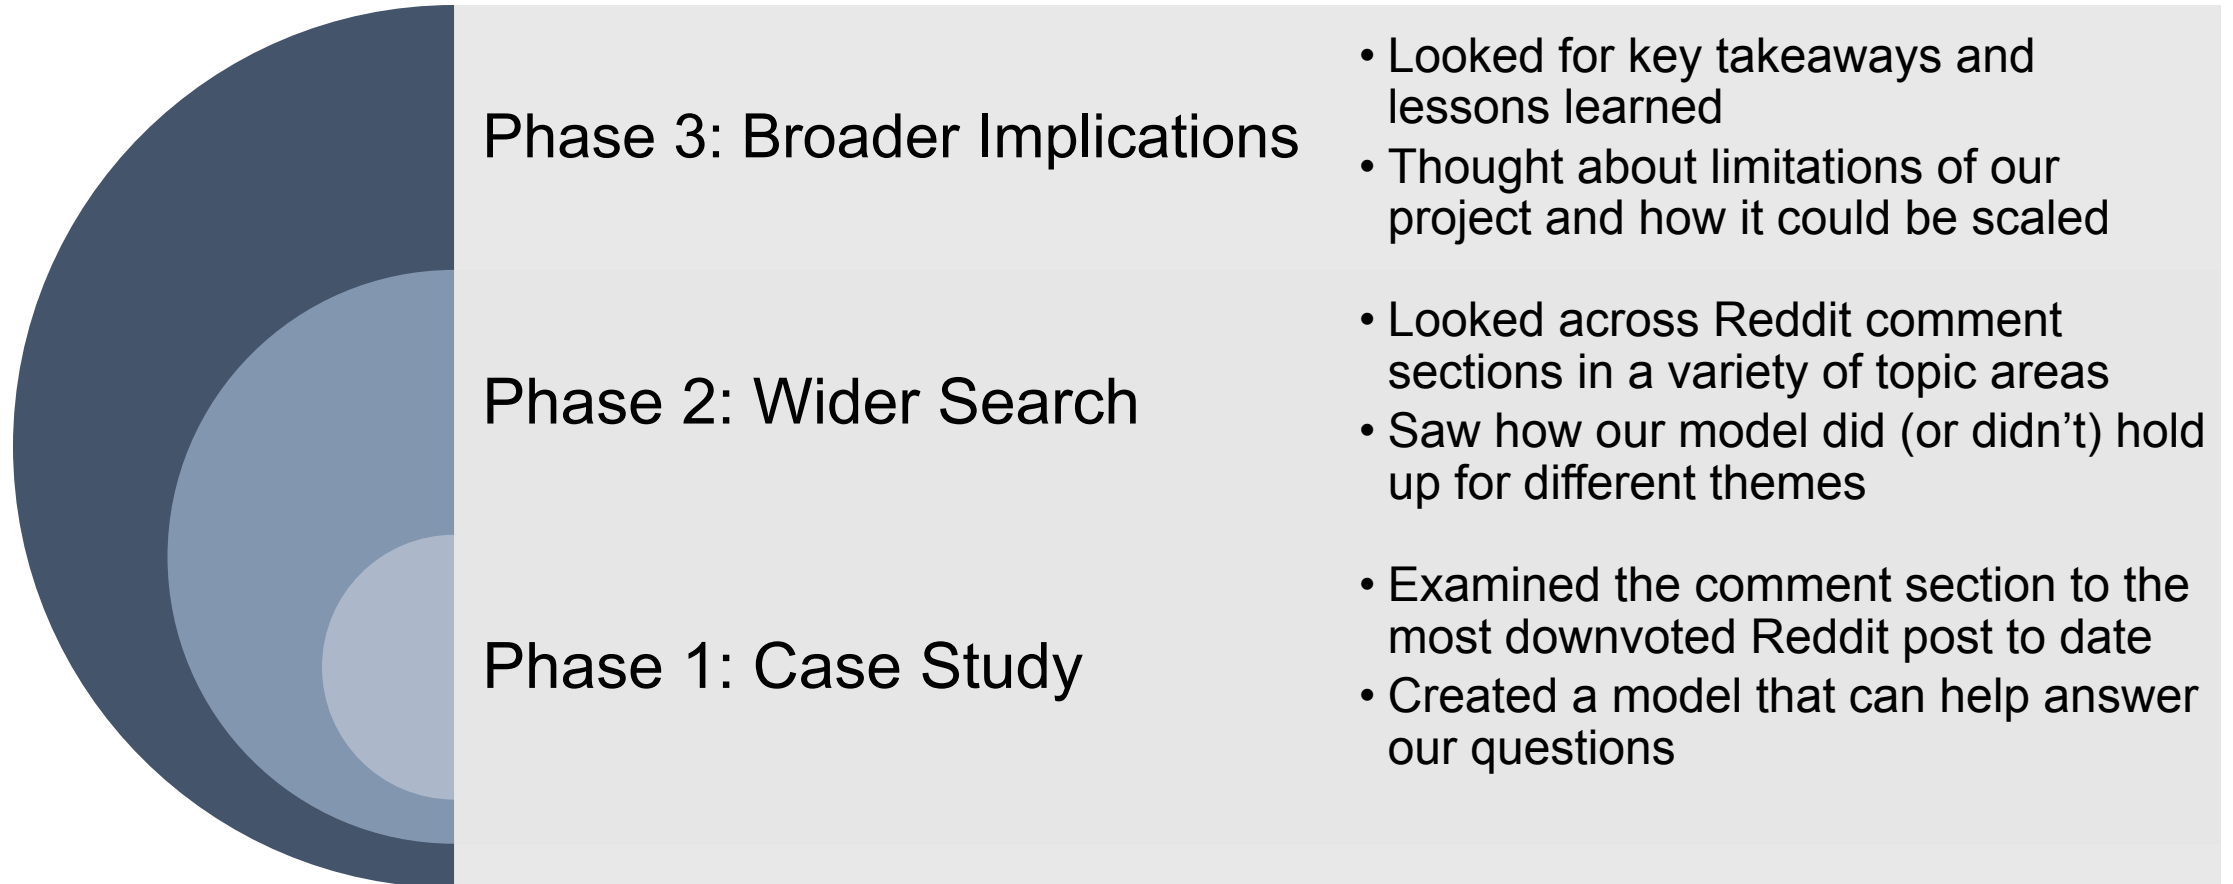 Phase 3: Broader Implications
• Looked for key takeaways and
lessons learned
• Thought about limitations of our
project and how it could be scaled
Phase 2: Wider Search
• Looked across Reddit comment
sections in a variety of topic areas
• Saw how our model did (or didn’t) hold
up for different themes
Phase 1: Case Study
• Examined the comment section to the
most downvoted Reddit post to date
• Created a model that can help answer
our questions